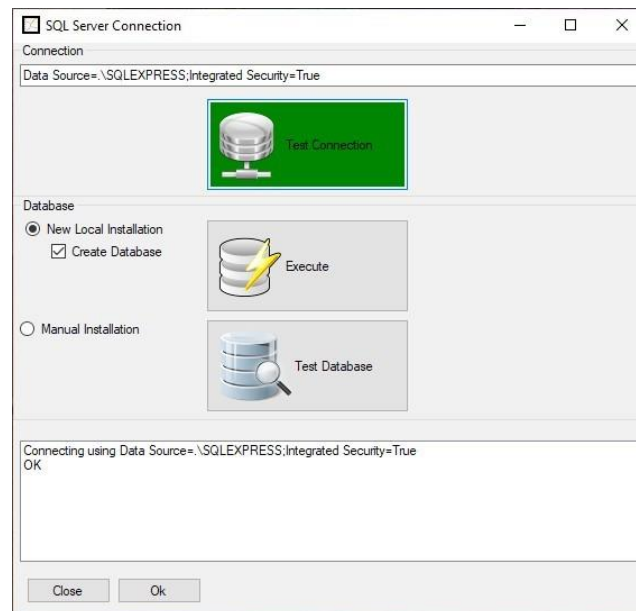 SQL Server Connection
Connection
Data Source=.\SQLEXPRESS;Integrated Security=True
Test Connection
Database
New Local Installation
Create Database
Execute
Manual Installation
Test Database
Connecting using Data Source=.\SQLEXPRESS;Integrated Security=True
OK
Close
Ok